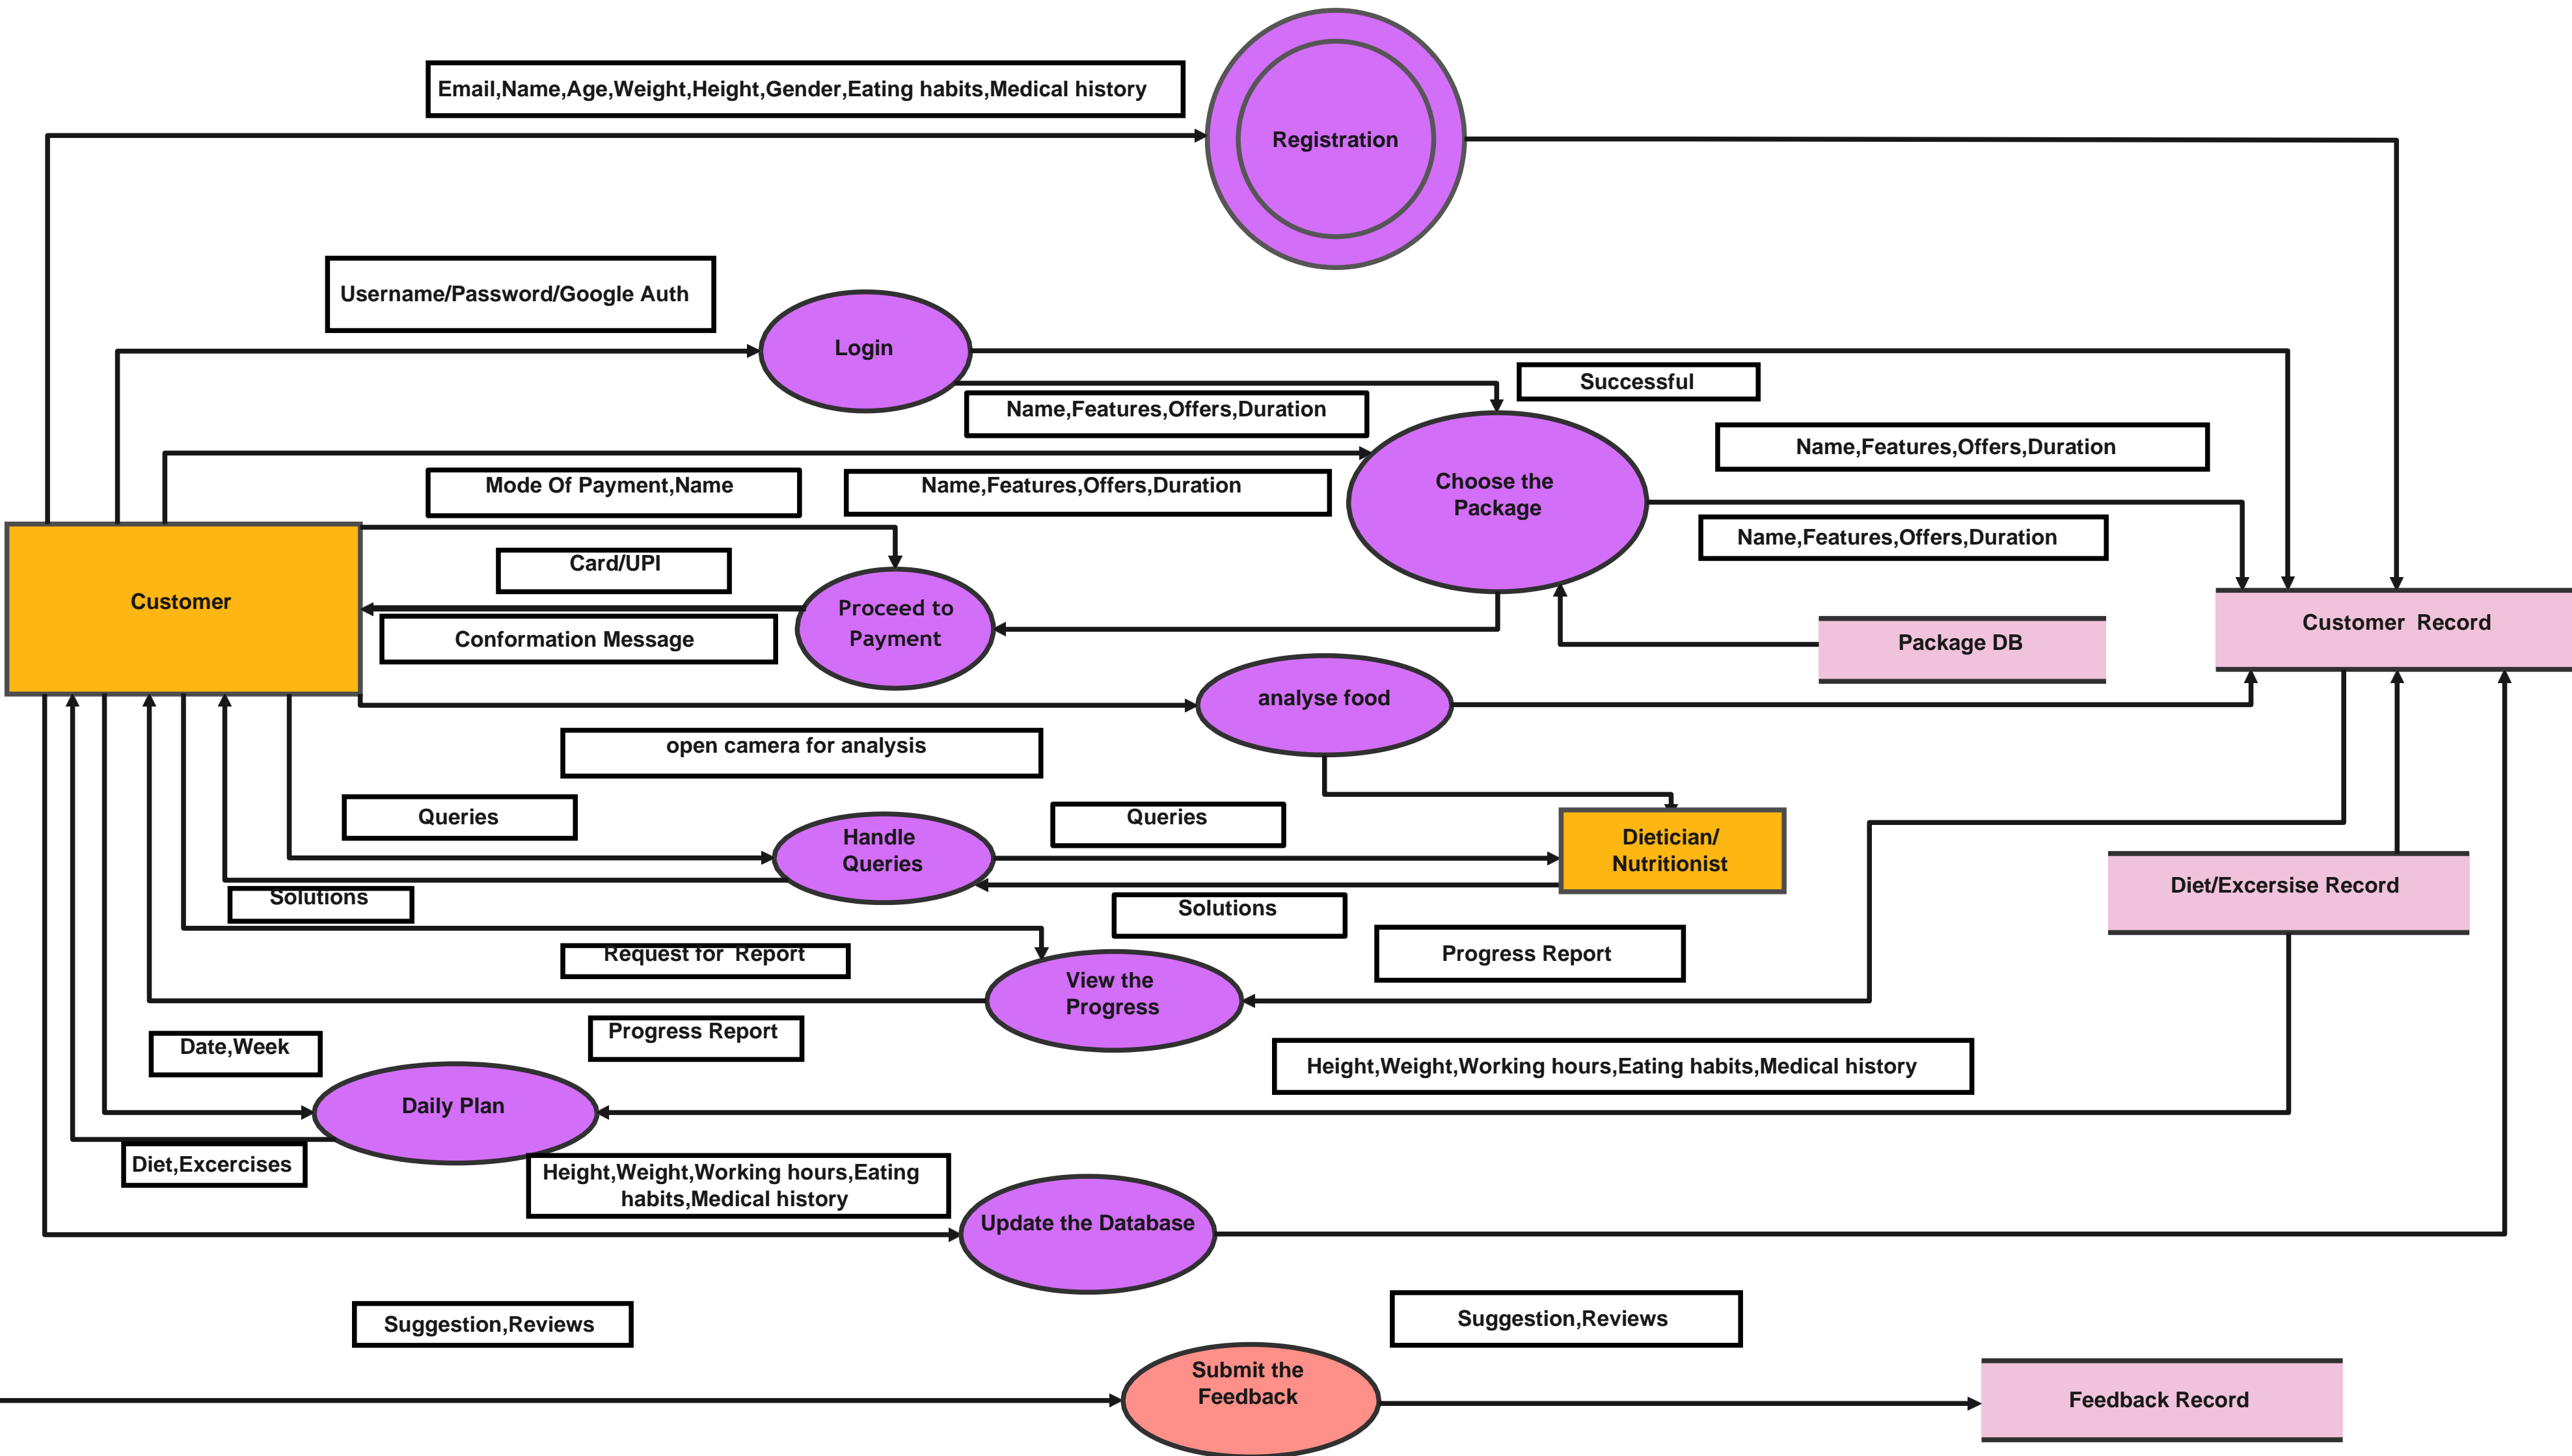 Email,Name,Age,Weight,Height,Gender,Eating habits,Medical history
Registration
Username/Password/Google Auth
Login
Successful
Name,Features,Offers,Duration
Name,Features,Offers,Duration
Mode Of Payment,Name
Name,Features,Offers,Duration
Choose the
Package
Name,Features,Offers,Duration
Card/UPI
Customer
Proceed to
Payment
Conformation Message
Package DB
Customer  Record
analyse food
open camera for analysis
Queries
Queries
Handle
Queries
Dietician/
Nutritionist
Diet/Excersise Record
Solutions
Solutions
Request for  Report
Progress Report
View the
Progress
Progress Report
Date,Week
Height,Weight,Working hours,Eating habits,Medical history
Daily Plan
Diet,Excercises
Height,Weight,Working hours,Eating
habits,Medical history
Update the Database
Suggestion,Reviews
Suggestion,Reviews
Submit the
Feedback
Feedback Record